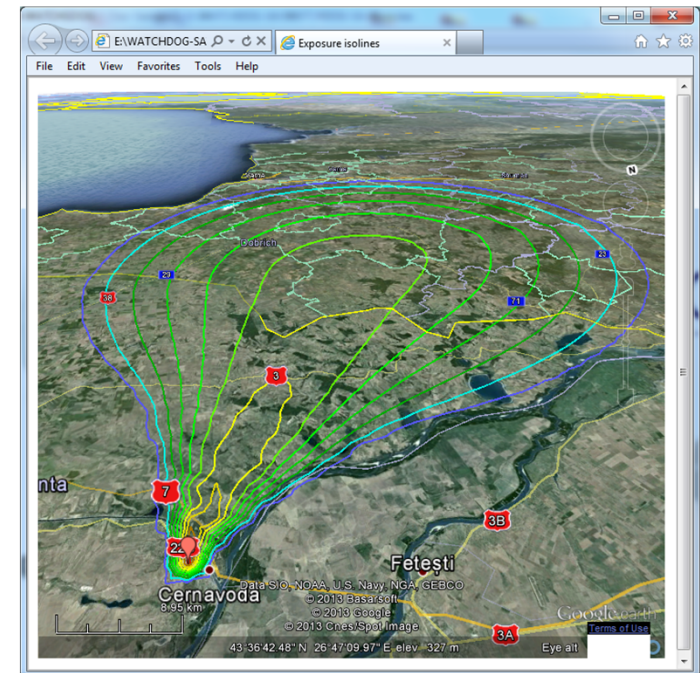 E:\WATCHDOG-SA
Exposure isolines
File Edit View Favorites Tools Help
N
Dobrich
38
29
23
71
3
7
nta
22
3B
Fetești
Cernavoda
8.95 km
Data SIO, NOAA, U.S. Navy, NGA, GEBCO
© 2013 Basarsoft
© 2013 Google
© 2013 Cnes/Spot Image
Google earth
Terms of Use
3A
43°36'42.48" N 26°47'09.97" E elev 327 m
Eye alt